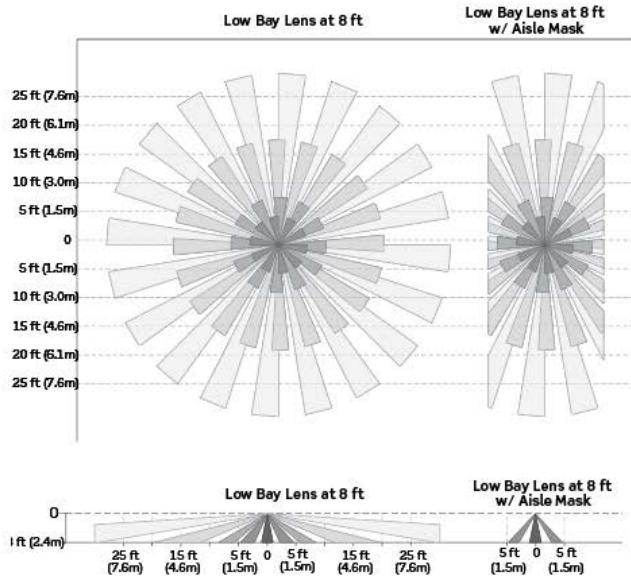 Low Bay Lens at 8 ft
Low Bay Lens at 8 ft
w/ Aisle Mask
25 ft (7.6m)
20 ft (6.1m)
15 ft (4.6m)
10 ft (3.0m)
5 ft (1.5m)
0
5 ft (1.5m)
10 ft (3.0m)
15 ft (4.6m)
20 ft (6.1m)
25 ft (7.6m)
Low Bay Lens at 8 ft
Low Bay Lens at 8 ft
w/ Aisle Mask
0
ft (2.4m)
25 ft 15 ft 5 ft 0 5 ft 15 ft 25 ft
(7.6m) (4.6m) (1.5m) (1.5m) (4.6m) (7.6m)
5 ft 0 5 ft
(1.5m) (1.5m)